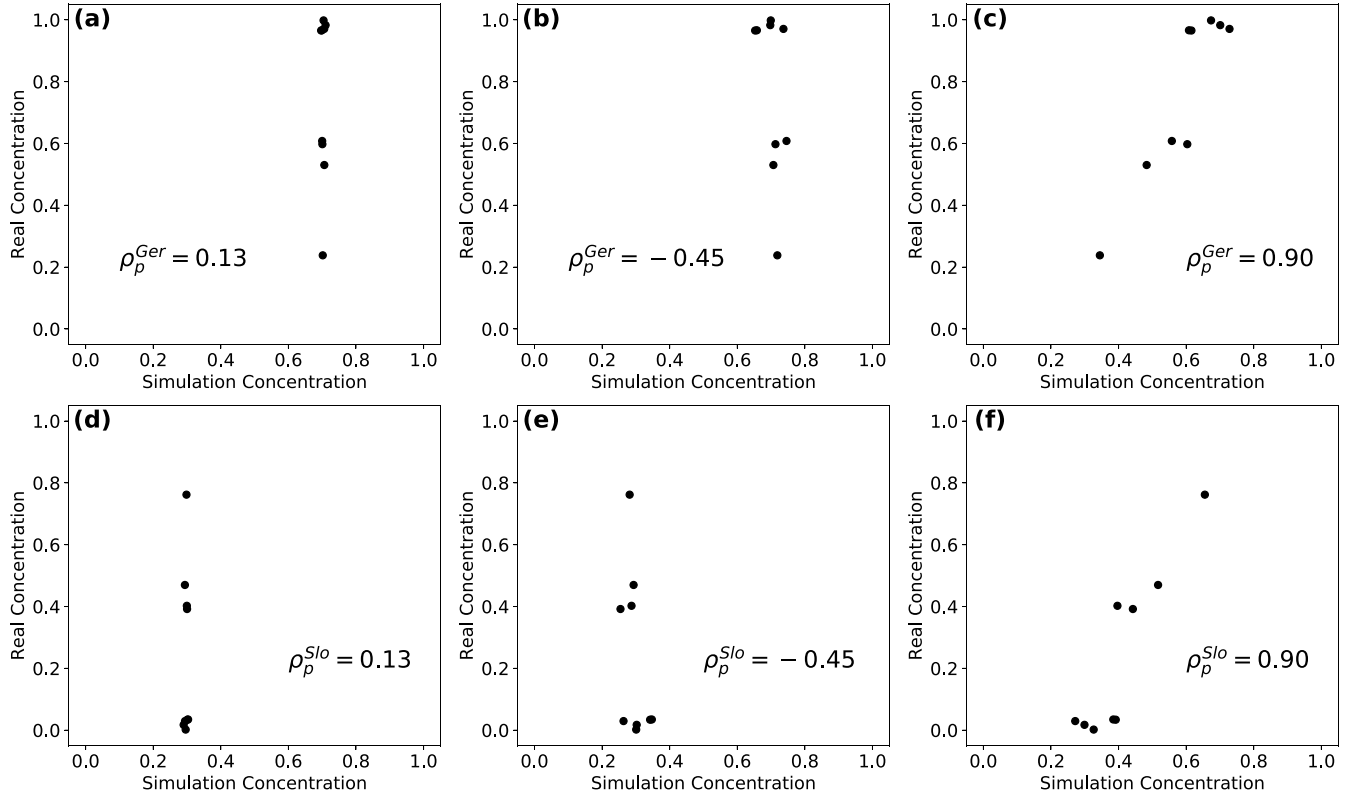 (a)
1.0
0.8
0.6
0.4
0.2
0.0
Real Concentration
ρ_p^{Ger} = 0.13
0.0 0.2 0.4 0.6 0.8 1.0
Simulation Concentration
(b)
1.0
0.8
0.6
0.4
0.2
0.0
Real Concentration
ρ_p^{Ger} = −0.45
0.0 0.2 0.4 0.6 0.8 1.0
Simulation Concentration
(c)
1.0
0.8
0.6
0.4
0.2
0.0
Real Concentration
ρ_p^{Ger} = 0.90
0.0 0.2 0.4 0.6 0.8 1.0
Simulation Concentration
(d)
1.0
0.8
0.6
0.4
0.2
0.0
Real Concentration
ρ_p^{Slo} = 0.13
0.0 0.2 0.4 0.6 0.8 1.0
Simulation Concentration
(e)
1.0
0.8
0.6
0.4
0.2
0.0
Real Concentration
ρ_p^{Slo} = −0.45
0.0 0.2 0.4 0.6 0.8 1.0
Simulation Concentration
(f)
1.0
0.8
0.6
0.4
0.2
0.0
Real Concentration
ρ_p^{Slo} = 0.90
0.0 0.2 0.4 0.6 0.8 1.0
Simulation Concentration